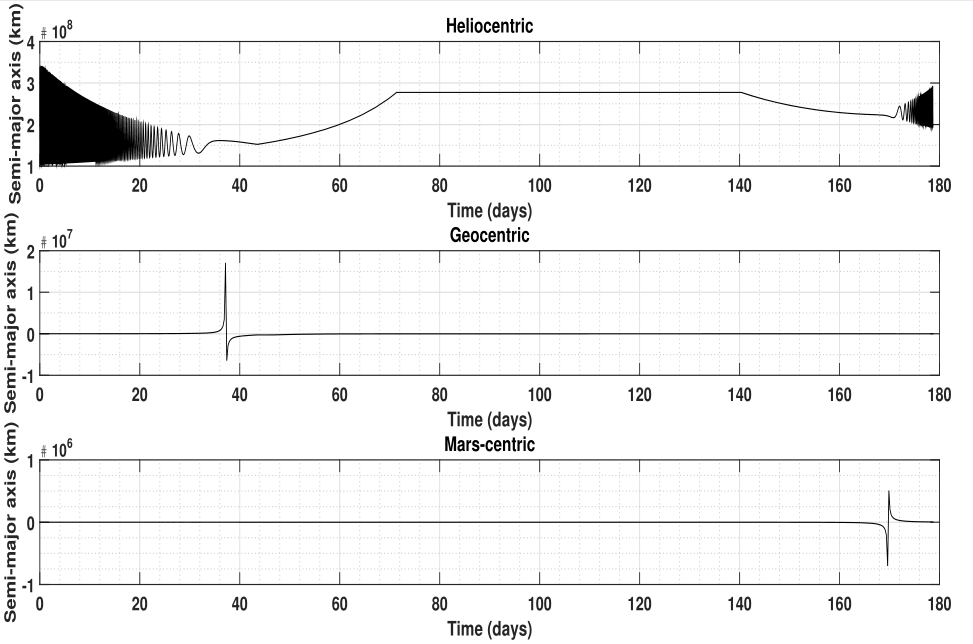 Heliocentric
# 10^8
Semi-major axis (km)
4
3
2
1
0 20 40 60 80 100 120 140 160 180
Time (days)
Geocentric
# 10^7
Semi-major axis (km)
2
1
0
-1
0 20 40 60 80 100 120 140 160 180
Time (days)
Mars-centric
# 10^6
Semi-major axis (km)
1
0
-1
0 20 40 60 80 100 120 140 160 180
Time (days)